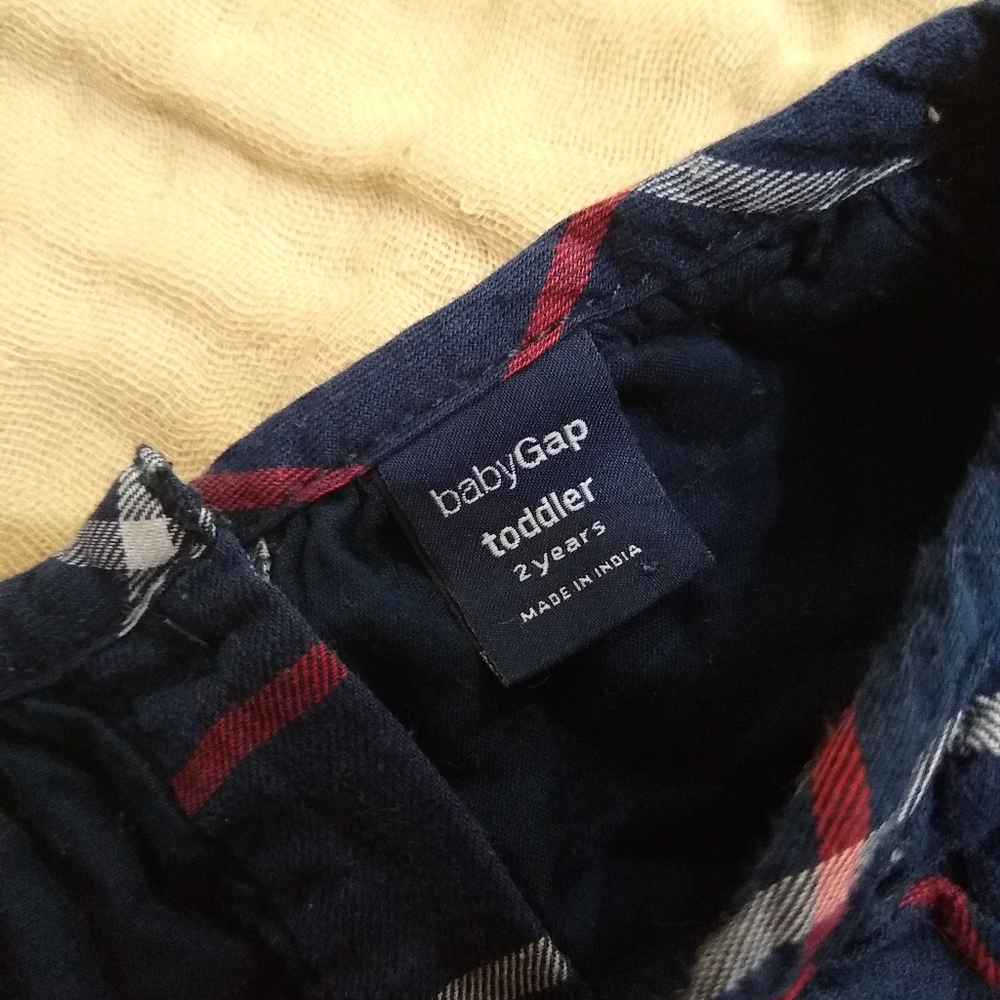 babyGap
toddler
2 years
MADE IN INDIA